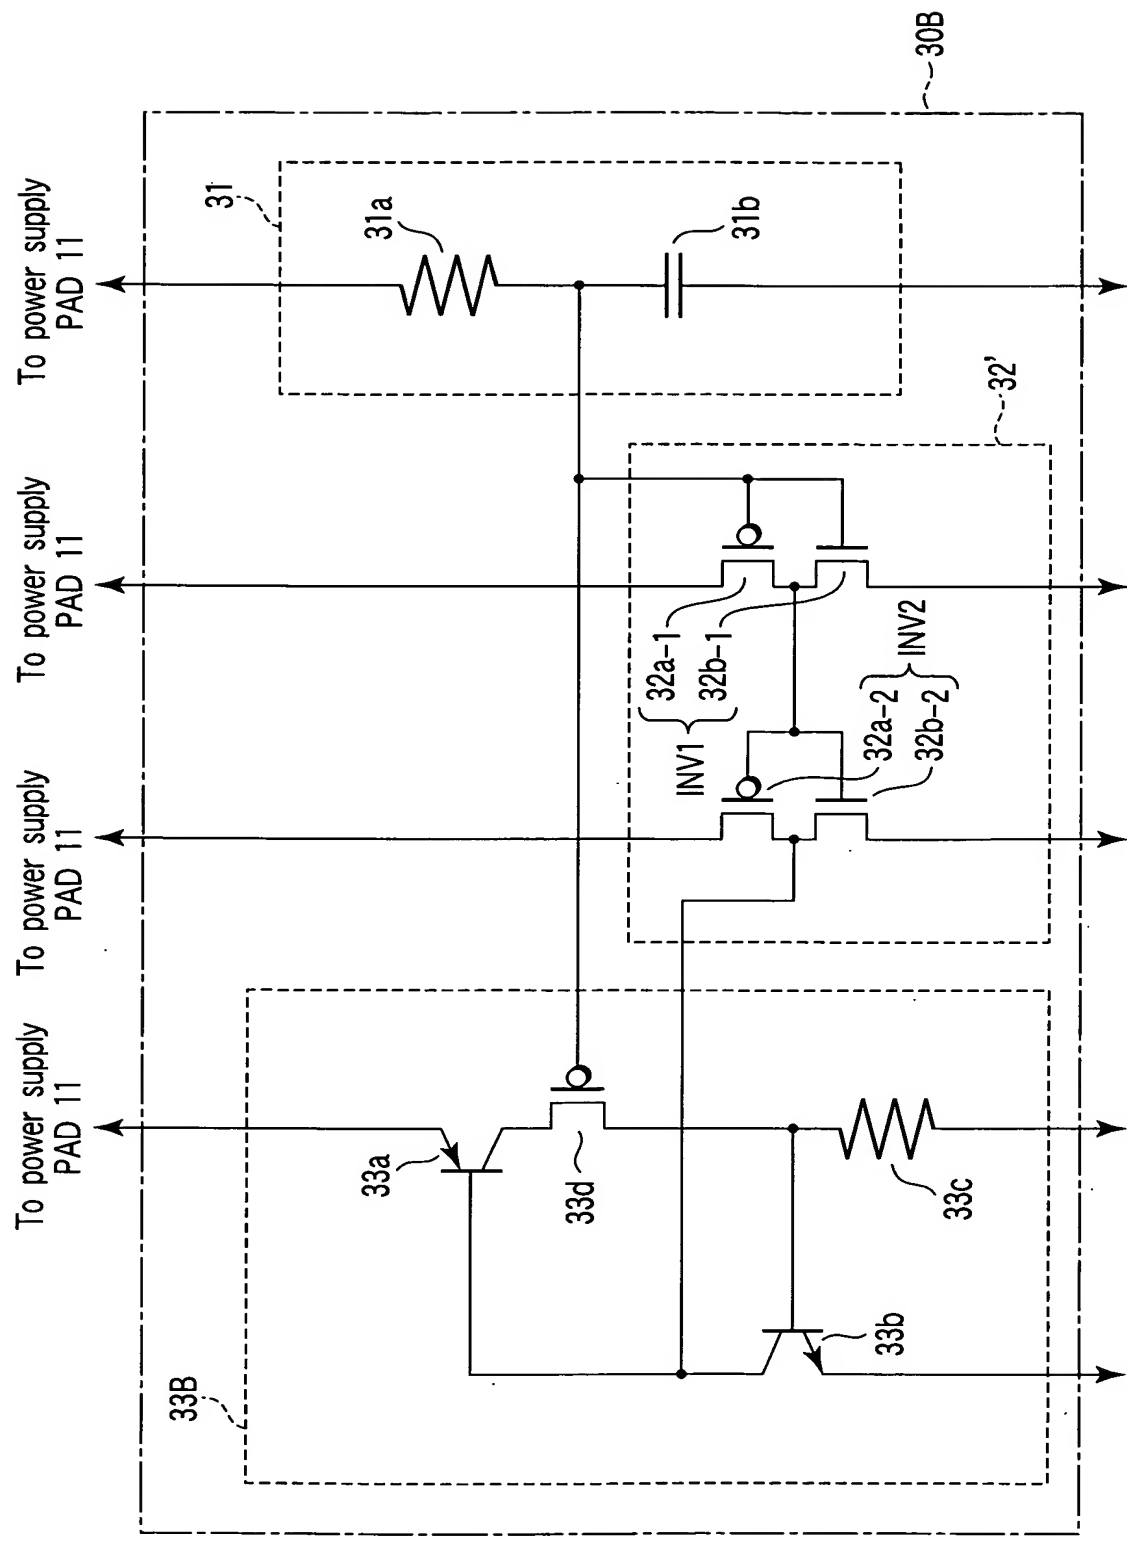 30B
To power supply
PAD 11
To power supply
PAD 11
To power supply
PAD 11
To power supply
PAD 11
31
31a
31b
32'
32a-1
32b-1
INV1
32a-2
32b-2
INV2
33B
33a
33d
33c
33b